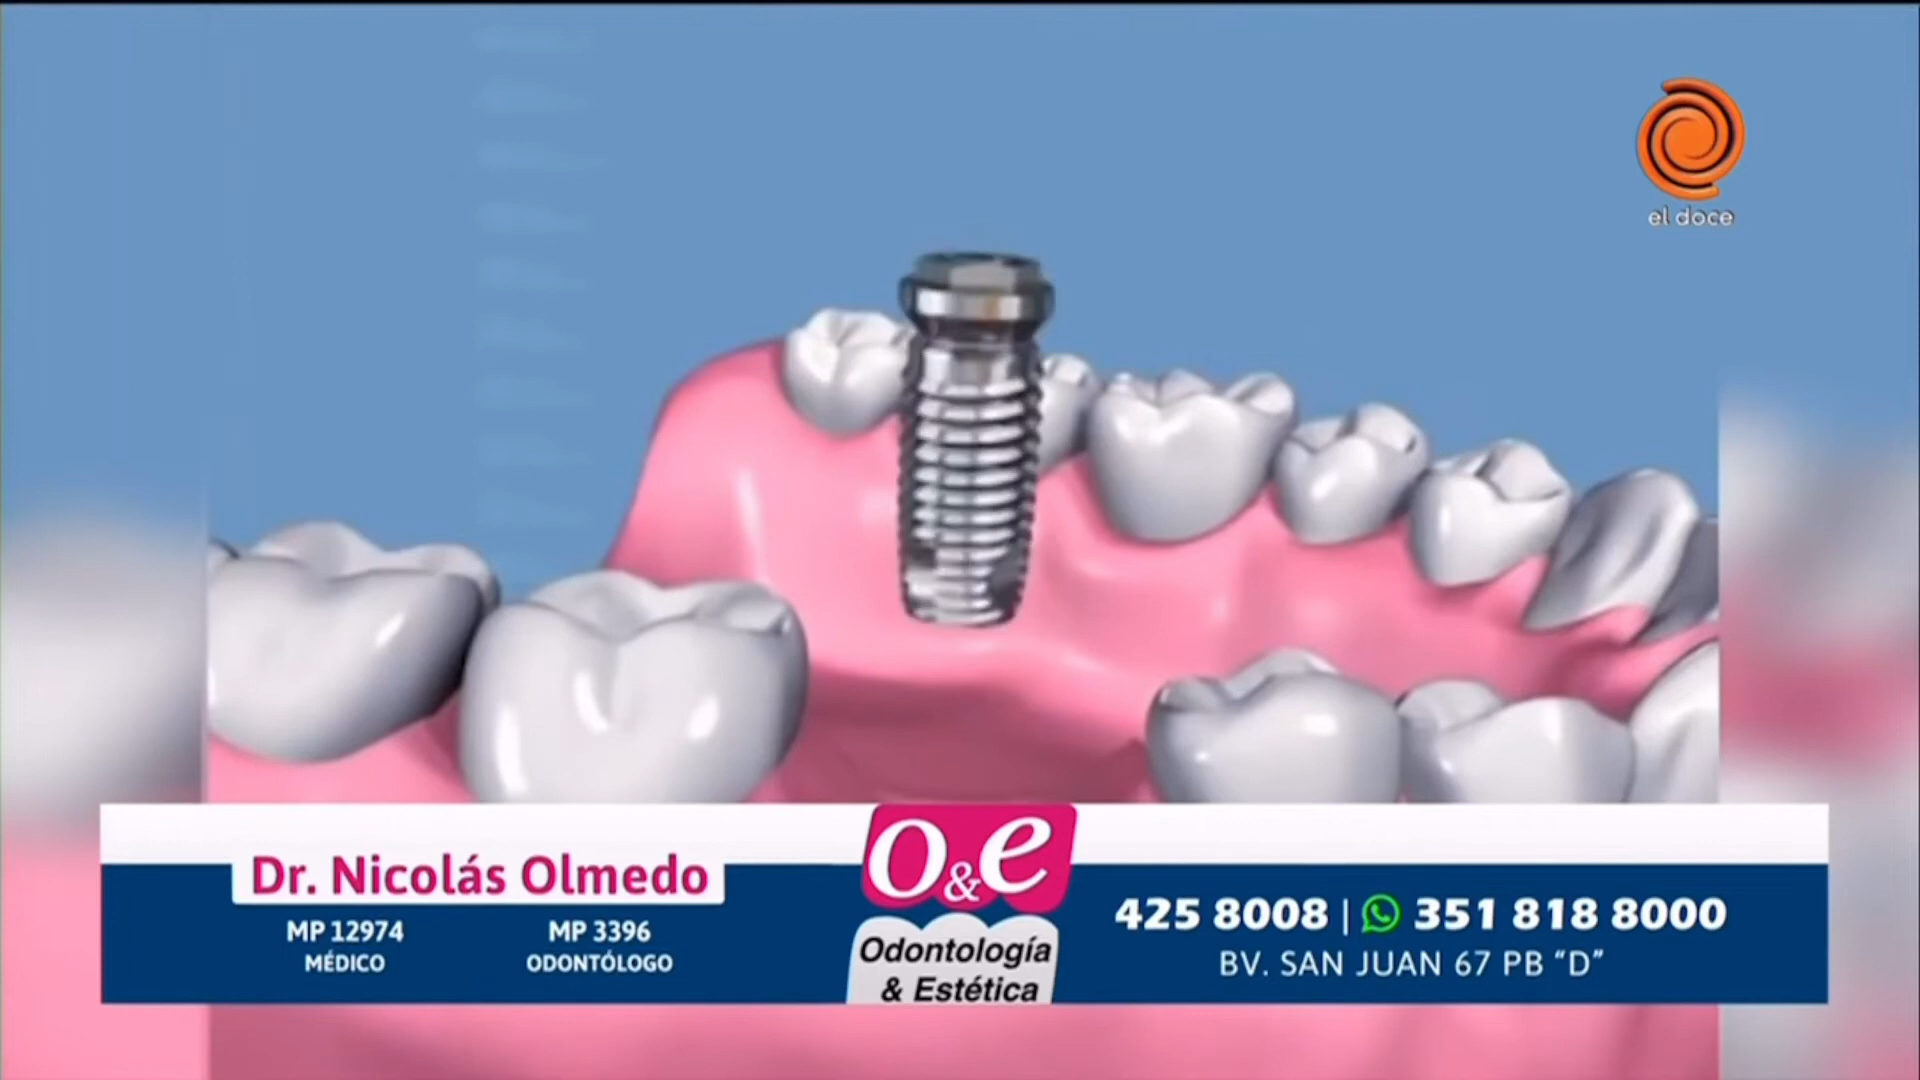 el doce
Dr. Nicolás Olmedo
MP 12974
MÉDICO
MP 3396
ODONTÓLOGO
o&e
Odontología
& Estética
425 8008 | 351 818 8000
BV. SAN JUAN 67 PB “D”